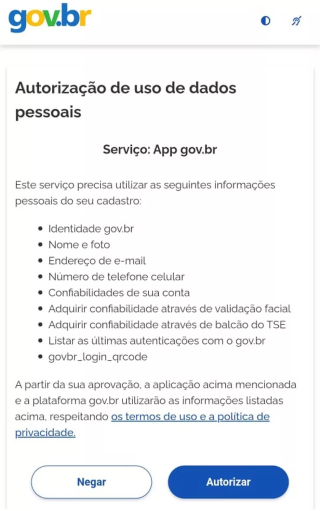 gov.br
Autorização de uso de dados
pessoais
Serviço: App gov.br
Este serviço precisa utilizar as seguintes informações
pessoais do seu cadastro:
• Identidade gov.br
• Nome e foto
• Endereço de e-mail
• Número de telefone celular
• Confiabilidades de sua conta
• Adquirir confiabilidade através de validação facial
• Adquirir confiabilidade através de balcão do TSE
• Listar as últimas autenticações com o gov.br
• govbr_login_qrcode
A partir da sua aprovação, a aplicação acima mencionada
e a plataforma gov.br utilizarão as informações listadas
acima, respeitando os termos de uso e a política de
privacidade.
Negar
Autorizar